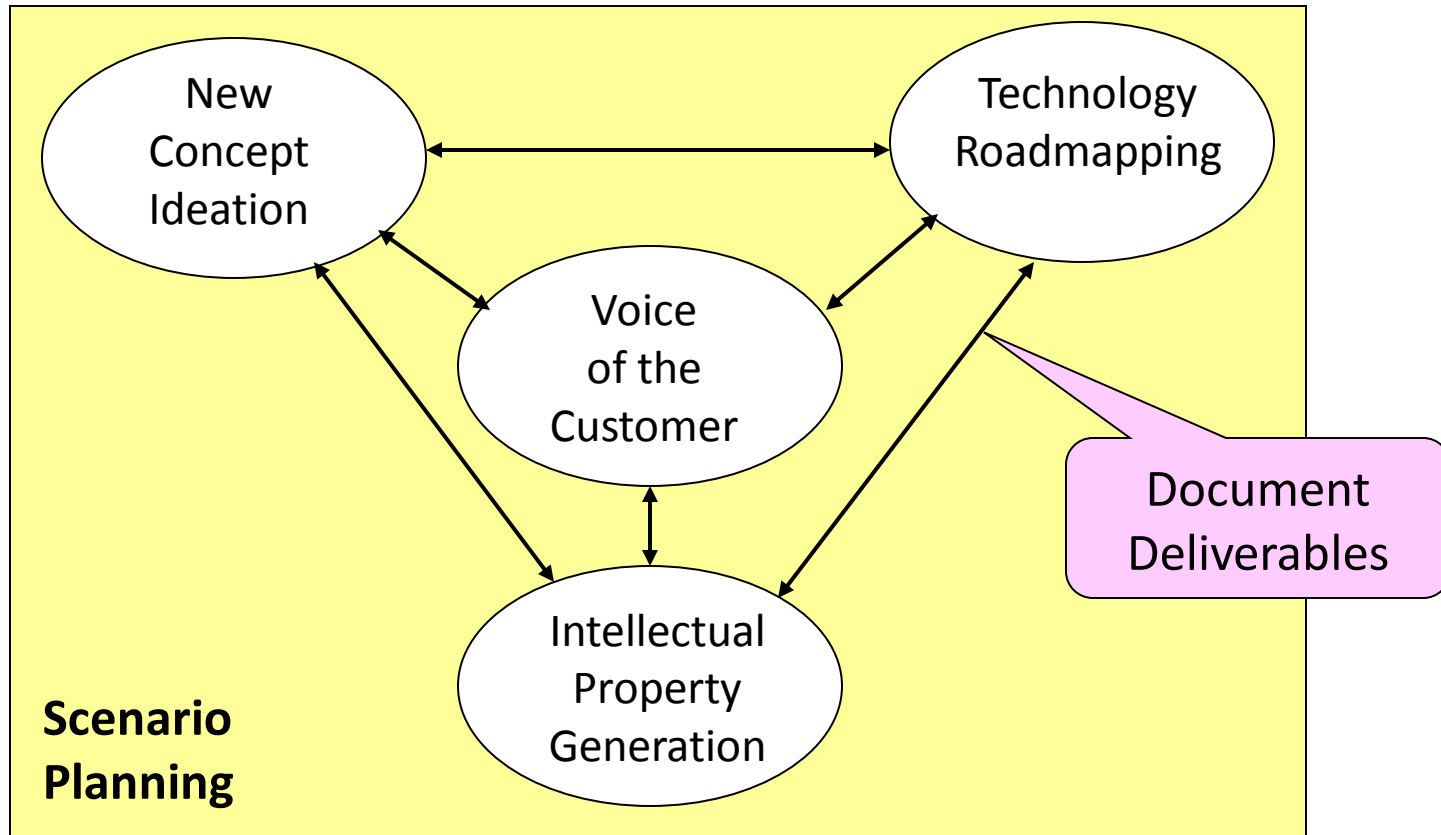 New
Concept
Ideation
Technology
Roadmapping
Voice
of the
Customer
Document
Deliverables
Intellectual
Property
Generation
Scenario
Planning